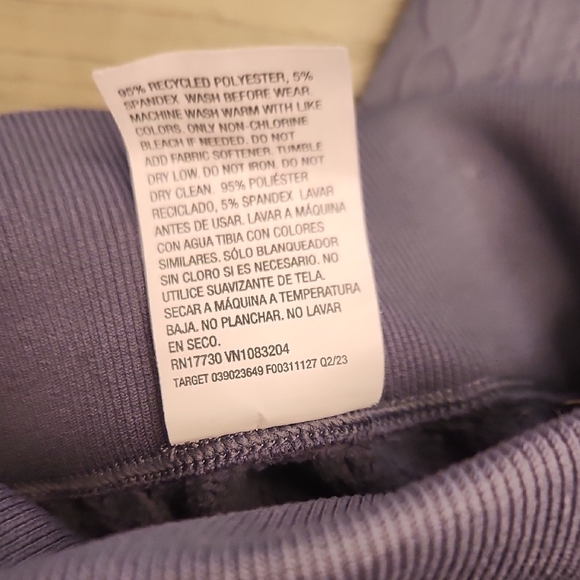 95% RECYCLED POLYESTER, 5%
SPANDEX WASH BEFORE WEAR.
MACHINE WASH WARM WITH LIKE
COLORS. ONLY NON-CHLORINE
BLEACH IF NEEDED. DO NOT
ADD FABRIC SOFTENER. TUMBLE
DRY LOW. DO NOT IRON. DO NOT
DRY CLEAN. 95% POLIÉSTER
RECICLADO, 5% SPANDEX LAVAR
ANTES DE USAR. LAVAR A MÁQUINA
CON AGUA TIBIA CON COLORES
SIMILARES. SÓLO BLANQUEADOR
SIN CLORO SI ES NECESARIO. NO
UTILICE SUAVIZANTE DE TELA.
SECAR A MÁQUINA A TEMPERATURA
BAJA. NO PLANCHAR. NO LAVAR
EN SECO.
RN17730 VN1083204
TARGET 039023649 F00311127 Q2/23